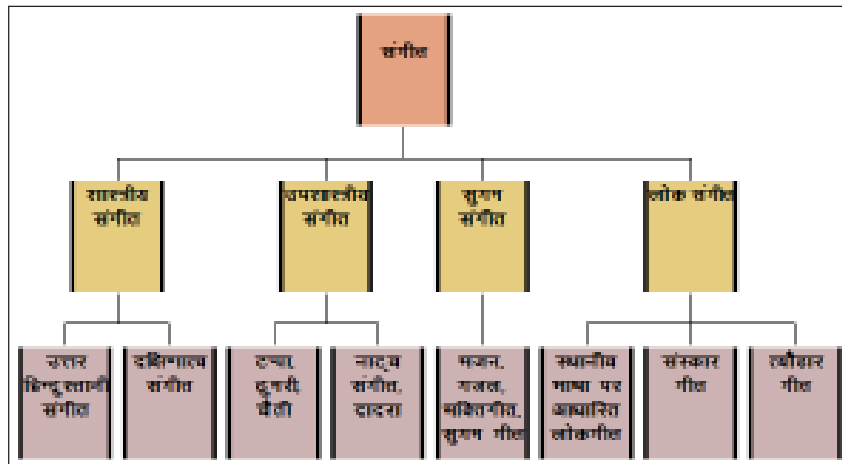 संगीत
शास्त्रीय
संगीत
उपशास्त्रीय
संगीत
सुगम
संगीत
लोक संगीत
उत्तर
हिन्दुस्तानी
संगीत
दक्षिणात्य
संगीत
टप्पा,
ठुमरी,
चैती
नाट्य
संगीत,
दादरा
भजन,
गजल,
भक्तिगीत,
सुगम गीत
स्थानीय
भाषा पर
आधारित
लोकगीत
संस्कार
गीत
त्यौहार
गीत